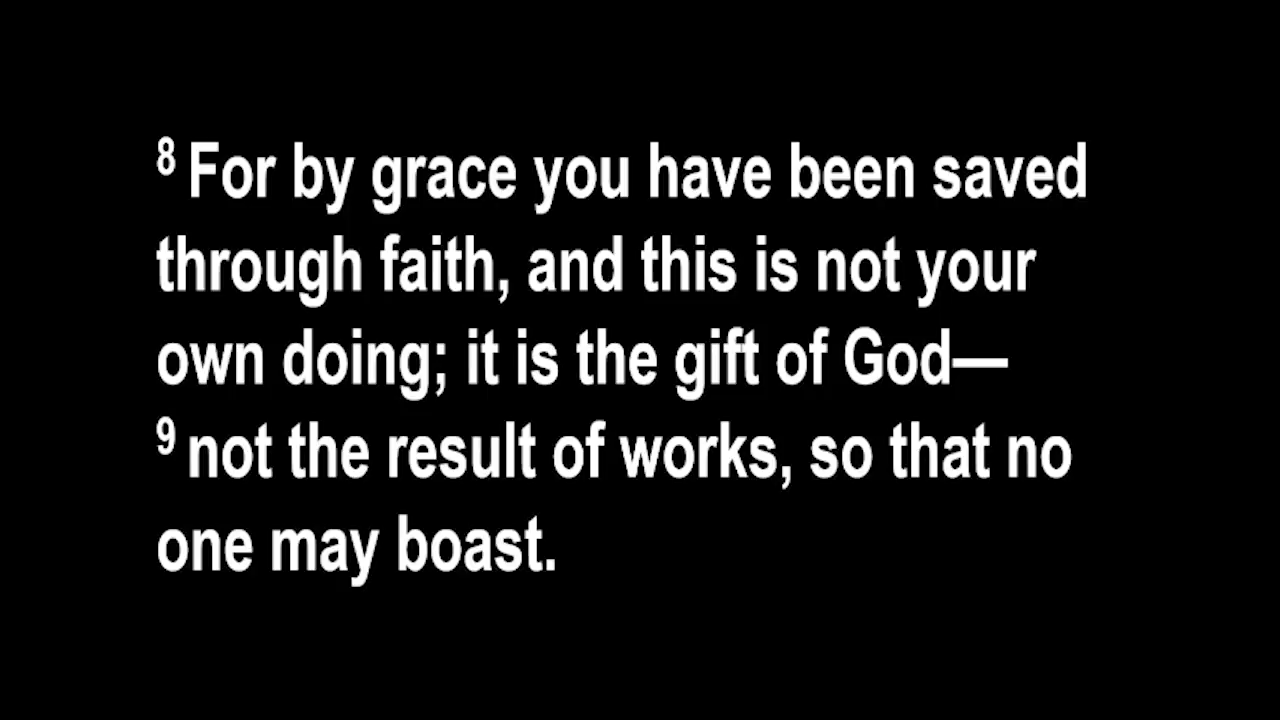 8 For by grace you have been saved
through faith, and this is not your
own doing; it is the gift of God—
9 not the result of works, so that no
one may boast.